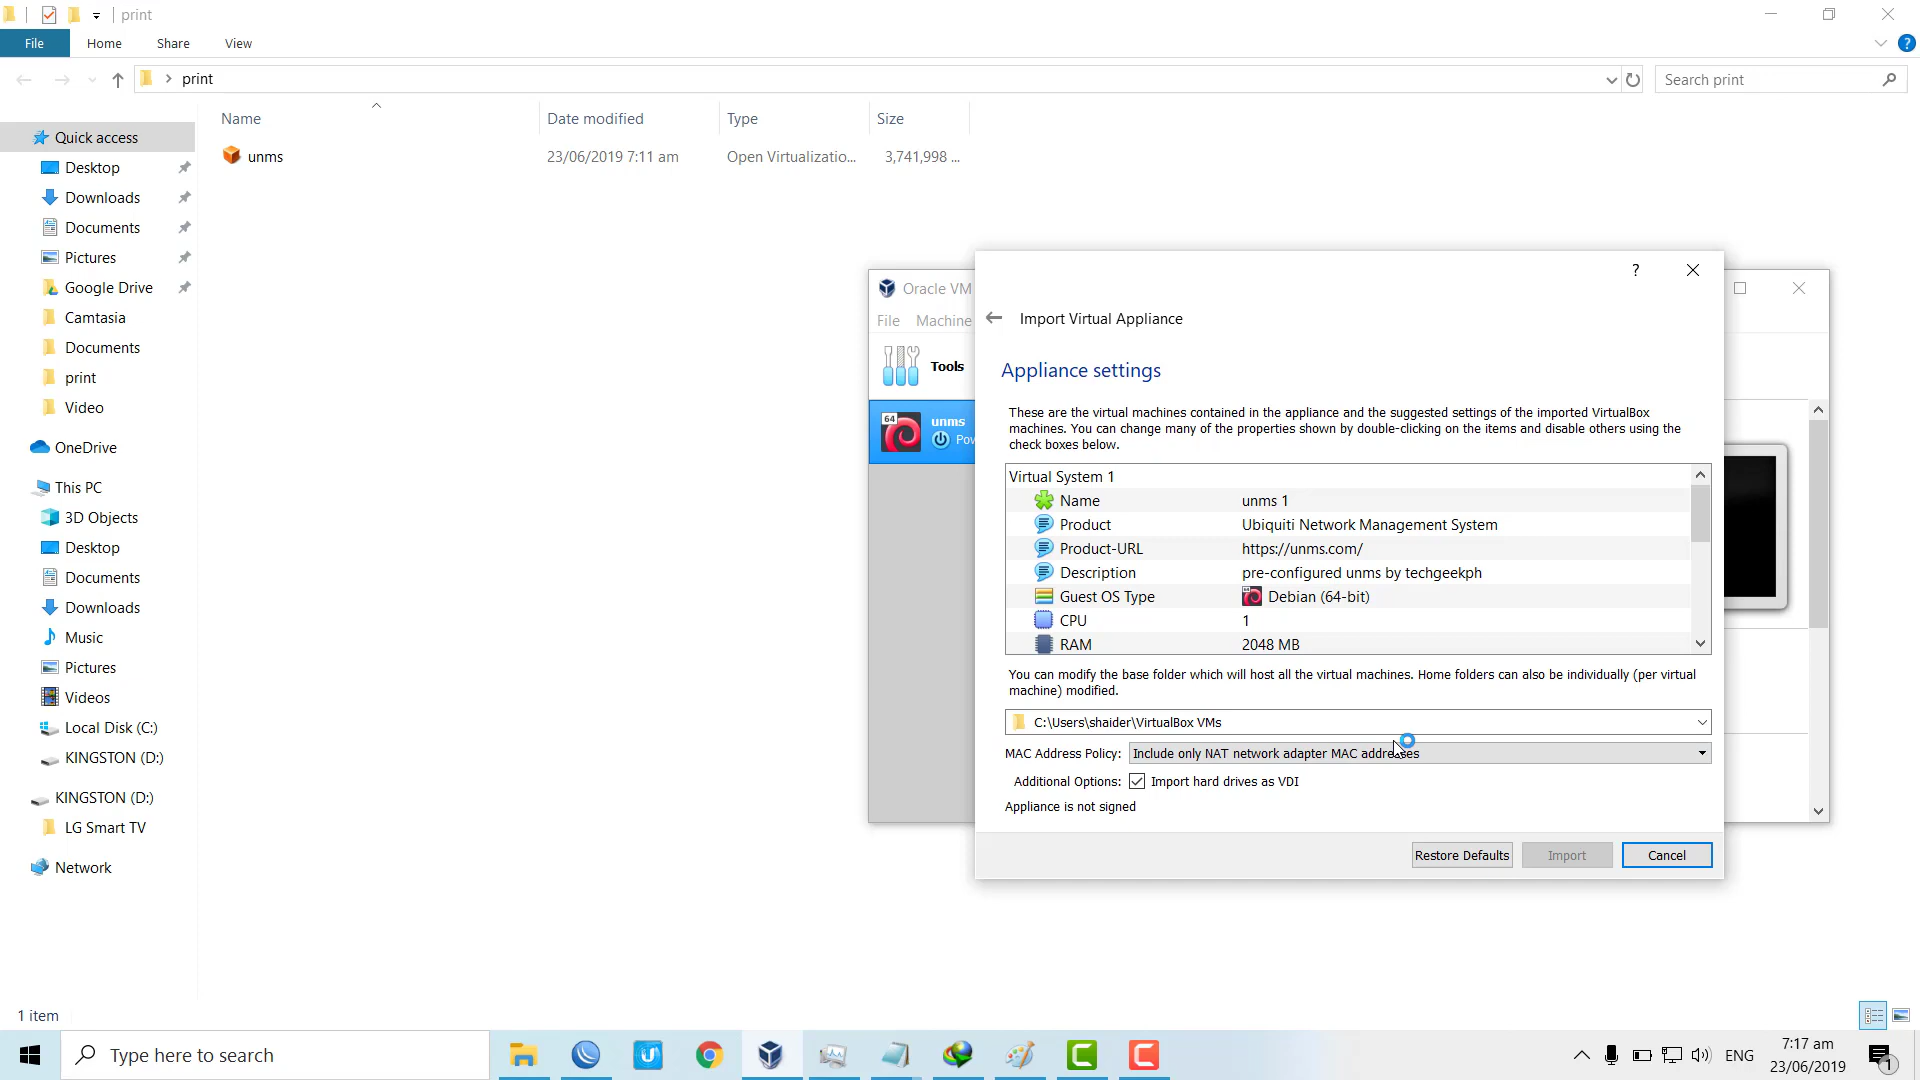 print
File
Home
Share
View
print
Search print
Name
Date modified
Type
Size
unms
23/06/2019 7:11 am
Open Virtualizatio...
3,741,998 ...
Quick access
Desktop
Downloads
Documents
Pictures
Google Drive
Camtasia
Documents
print
Video
OneDrive
This PC
3D Objects
Desktop
Documents
Downloads
Music
Pictures
Videos
Local Disk (C:)
KINGSTON (D:)
KINGSTON (D:)
LG Smart TV
Network
1 item
Oracle VM
File
Machine
Tools
64
unms
Pow
?
Import Virtual Appliance
Appliance settings
These are the virtual machines contained in the appliance and the suggested settings of the imported VirtualBox
machines. You can change many of the properties shown by double-clicking on the items and disable others using the
check boxes below.
Virtual System 1
Name unms 1
Product Ubiquiti Network Management System
Product-URL https://unms.com/
Description pre-configured unms by techgeekph
Guest OS Type Debian (64-bit)
CPU 1
RAM 2048 MB
You can modify the base folder which will host all the virtual machines. Home folders can also be individually (per virtual
machine) modified.
C:\Users\shaider\VirtualBox VMs
MAC Address Policy: Include only NAT network adapter MAC addresses
Additional Options: Import hard drives as VDI
Appliance is not signed
Restore Defaults
Import
Cancel
Type here to search
ENG
7:17 am
23/06/2019
1